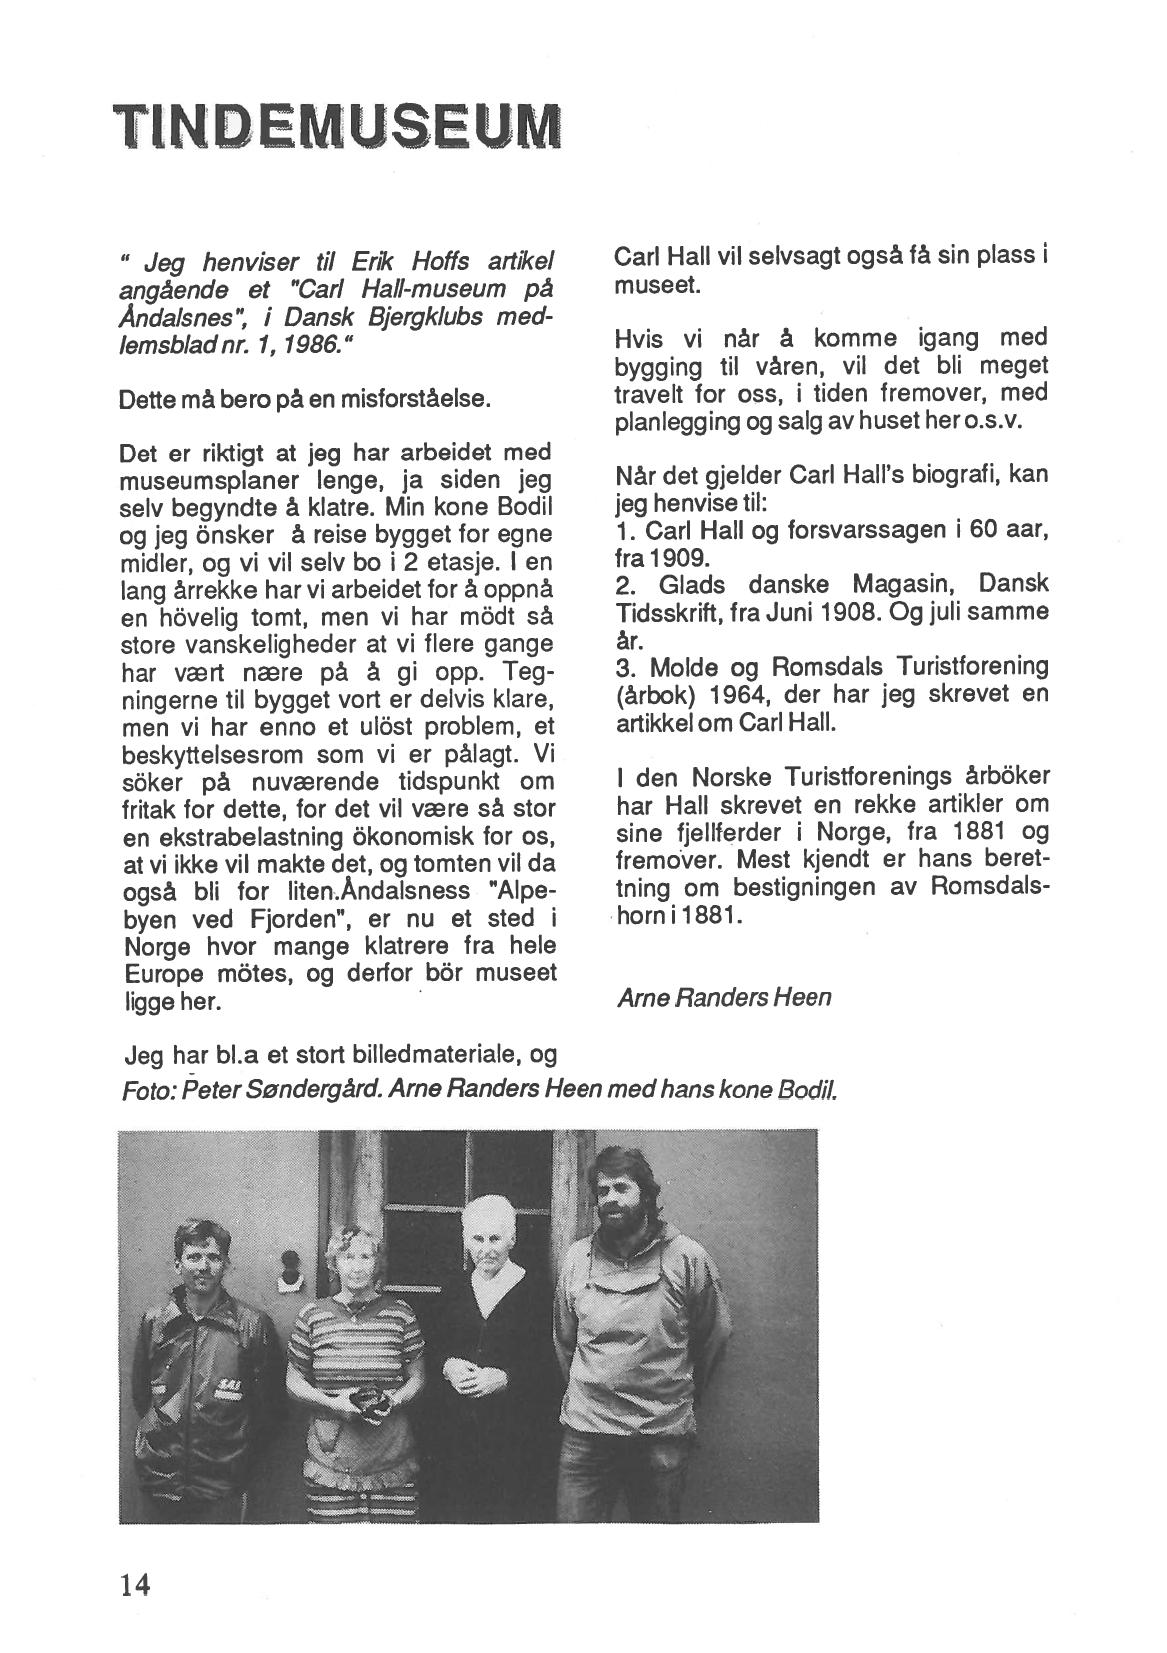 TINDEMUSEUM
" Jeg henviser til Erik Hoffs artikel
angående et "Carl Hall-museum på
Åndalsnes", i Dansk Bjergklubs med-
lemsblad nr. 1, 1986."
Dette må bero på en misforståelse.
Det er riktigt at jeg har arbeidet med
museumsplaner lenge, ja siden jeg
selv begyndte å klatre. Min kone Bodil
og jeg önsker å reise bygget for egne
midler, og vi vil selv bo i 2 etasje. I en
lang årrekke har vi arbeidet for å oppnå
en hövelig tomt, men vi har mödt så
store vanskeligheder at vi flere gange
har vært nære på å gi opp. Teg-
ningerne til bygget vort er delvis klare,
men vi har enno et ulöst problem, et
beskyttelsesrom som vi er pålagt. Vi
söker på nuværende tidspunkt om
fritak for dette, for det vil være så stor
en ekstrabelastning ökonomisk for os,
at vi ikke vil makte det, og tomten vil da
også bli for liten.Åndalsness "Alpe-
byen ved Fjorden", er nu et sted i
Norge hvor mange klatrere fra hele
Europe mötes, og derfor bör museet
ligge her.
Jeg har bl.a et stort billedmateriale, og
Carl Hall vil selvsagt også få sin plass i
museet.
Hvis vi når å komme igang med
bygging til våren, vil det bli meget
travelt for oss, i tiden fremover, med
planlegging og salg av huset her o.s.v.
Når det gjelder Carl Hall's biografi, kan
jeg henvise til:
1. Carl Hall og forsvarssagen i 60 aar,
fra 1909.
2. Glads danske Magasin, Dansk
Tidsskrift, fra Juni 1908. Og juli samme
år.
3. Molde og Romsdals Turistforening
(årbok) 1964, der har jeg skrevet en
artikkel om Carl Hall.
I den Norske Turistforenings årböker
har Hall skrevet en rekke artikler om
sine fjellferder i Norge, fra 1881 og
fremover. Mest kjendt er hans beret-
tning om bestigningen av Romsdals-
horn i 1881.
Arne Randers Heen
Foto: Peter Søndergård. Arne Randers Heen med hans kone Bodil.
14